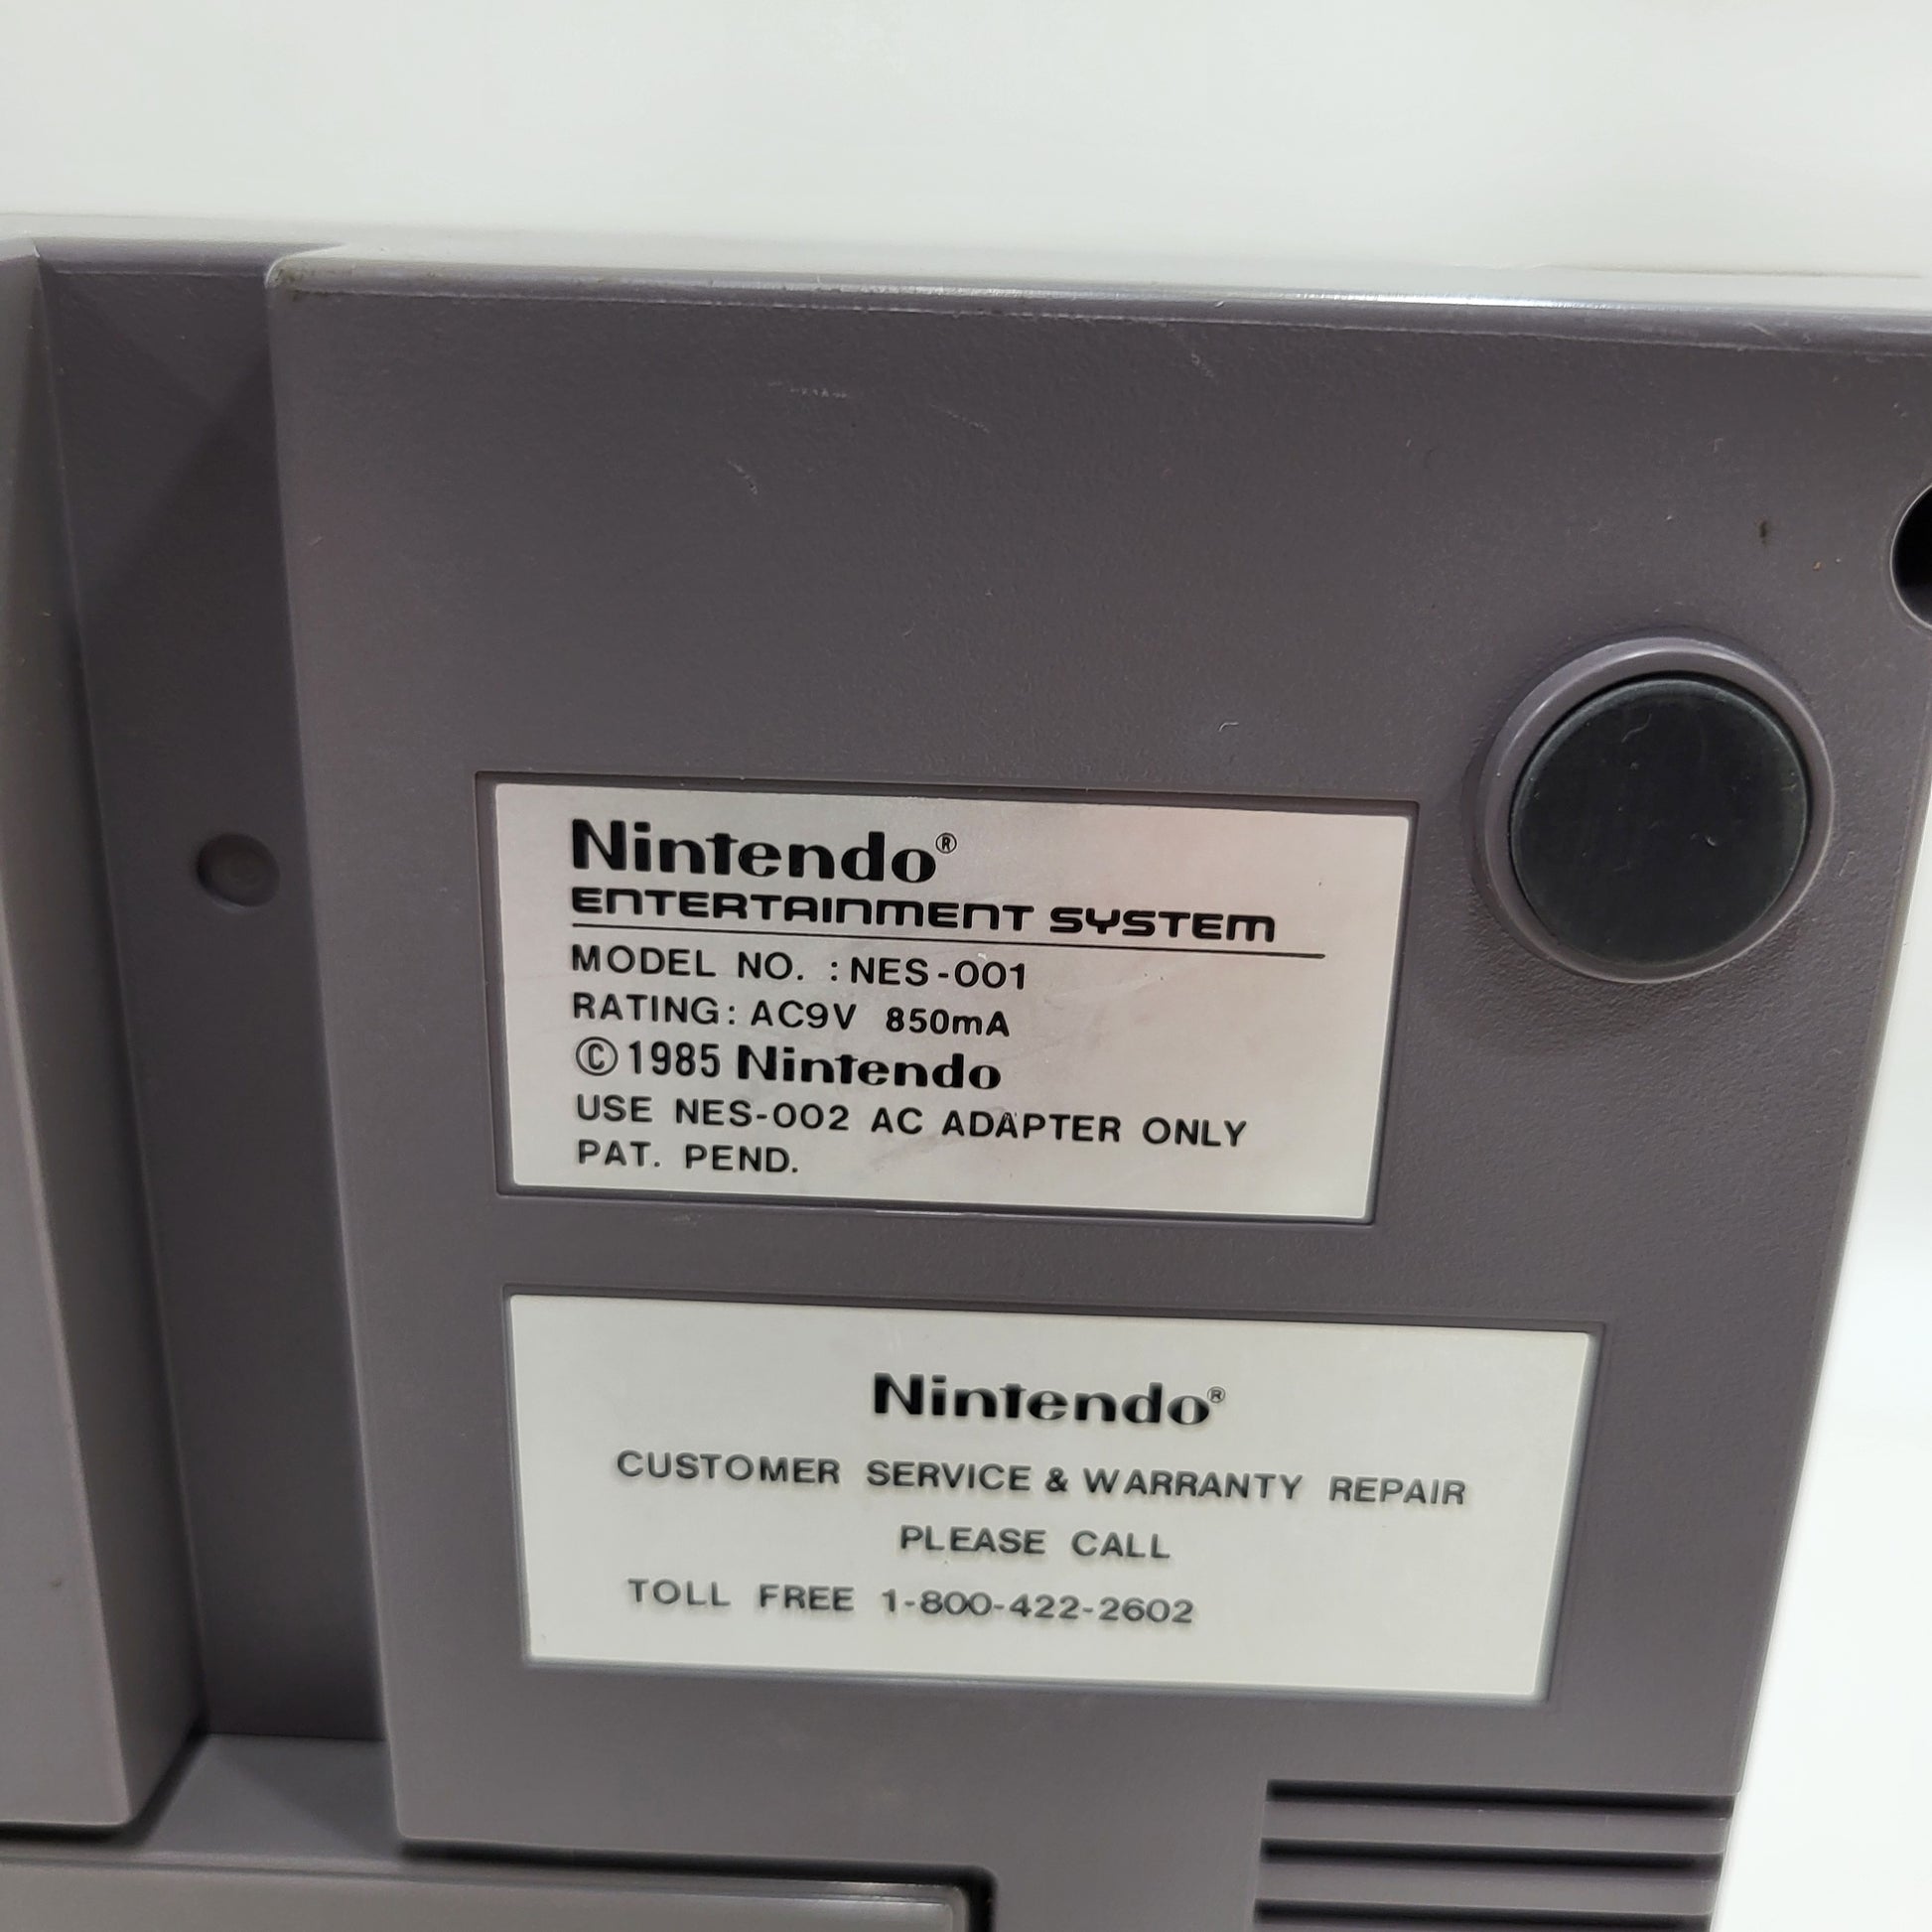 Nintendo®
ENTERTAINMENT SYSTEM
MODEL NO. : NES-001
RATING: AC9V 850mA
©1985 Nintendo
USE NES-002 AC ADAPTER ONLY
PAT. PEND.
Nintendo®
CUSTOMER SERVICE & WARRANTY REPAIR
PLEASE CALL
TOLL FREE 1-800-422-2602